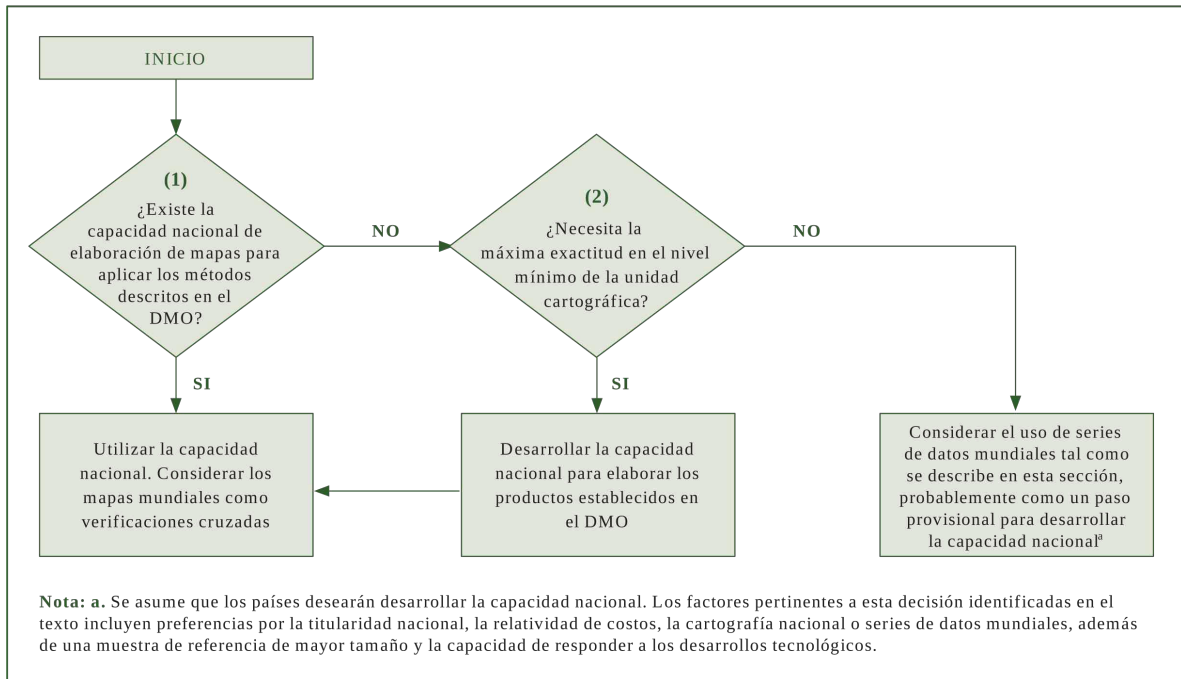 INICIO
(1)
¿Existe la
capacidad nacional de
elaboración de mapas para
aplicar los métodos
descritos en el
DMO?
NO
(2)
¿Necesita la
máxima exactitud en el nivel
mínimo de la unidad
cartográfica?
NO
SI
SI
Utilizar la capacidad
nacional. Considerar los
mapas mundiales como
verificaciones cruzadas
Desarrollar la capacidad
nacional para elaborar los
productos establecidos en
el DMO
Considerar el uso de series
de datos mundiales tal como
se describe en esta sección,
probablemente como un paso
provisional para desarrollar
la capacidad nacionalª
Nota: a. Se asume que los países desearán desarrollar la capacidad nacional. Los factores pertinentes a esta decisión identificadas en el
texto incluyen preferencias por la titularidad nacional, la relatividad de costos, la cartografía nacional o series de datos mundiales, además
de una muestra de referencia de mayor tamaño y la capacidad de responder a los desarrollos tecnológicos.